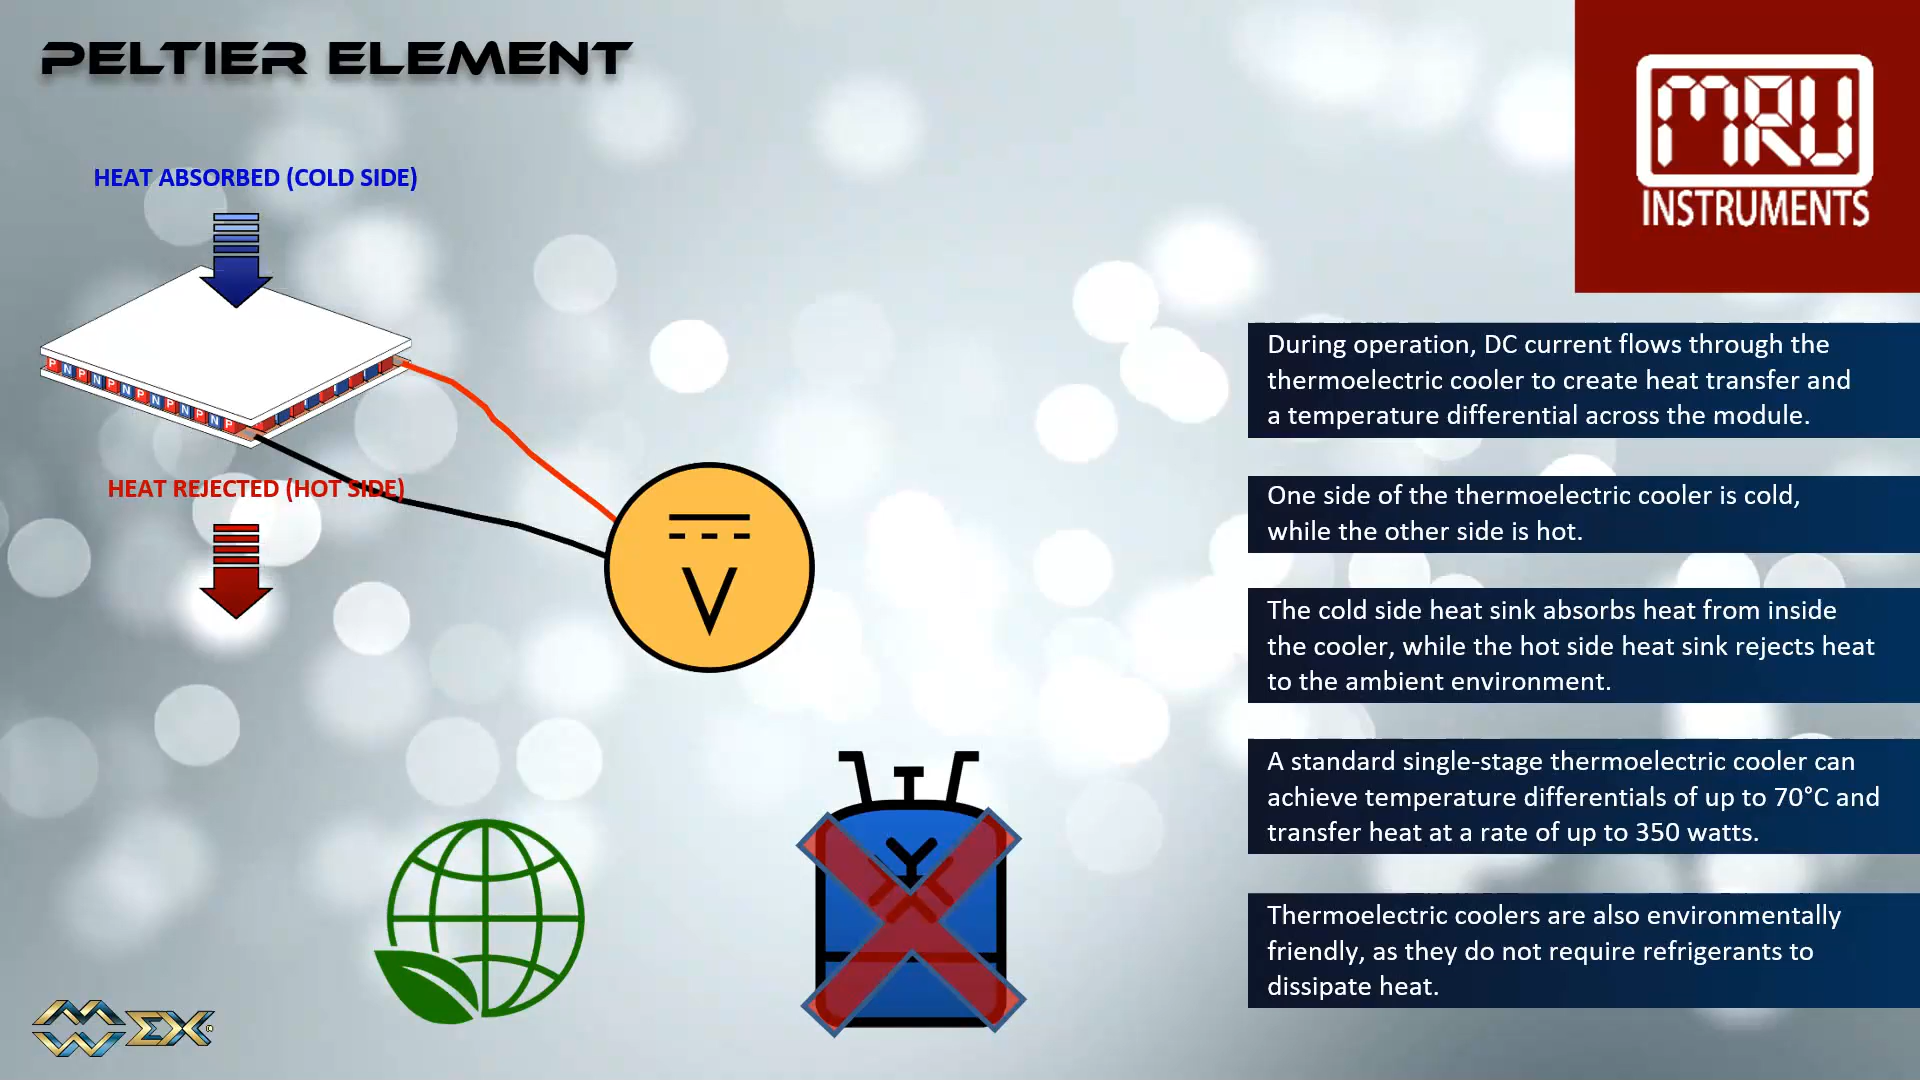 PELTIER ELEMENT
MRU
INSTRUMENTS
HEAT ABSORBED (COLD SIDE)
P N P N P N P N P N P N P
HEAT REJECTED (HOT SIDE)
V
During operation, DC current flows through the
thermoelectric cooler to create heat transfer and
a temperature differential across the module.
One side of the thermoelectric cooler is cold,
while the other side is hot.
The cold side heat sink absorbs heat from inside
the cooler, while the hot side heat sink rejects heat
to the ambient environment.
A standard single-stage thermoelectric cooler can
achieve temperature differentials of up to 70°C and
transfer heat at a rate of up to 350 watts.
Thermoelectric coolers are also environmentally
friendly, as they do not require refrigerants to
dissipate heat.